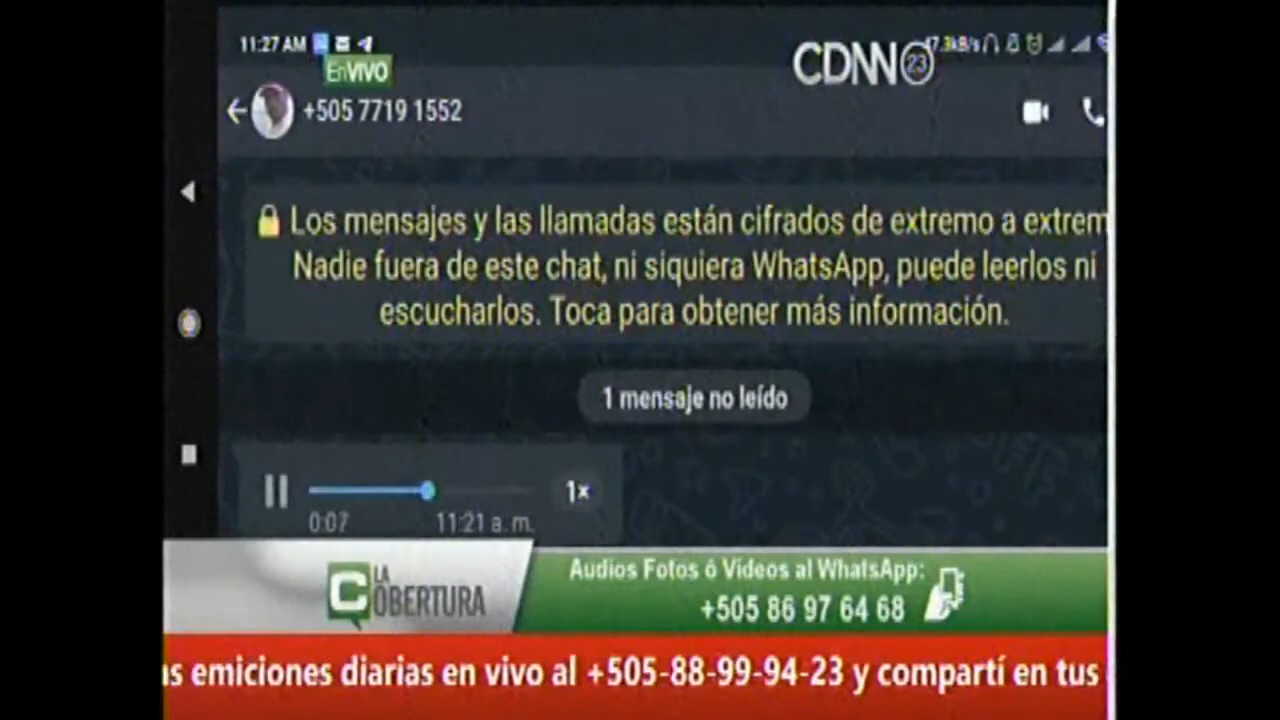 11:27 AM
47.3kB/s
EnVIVO
CDNN 23
+505 7719 1552
Los mensajes y las llamadas están cifrados de extremo a extrem
Nadie fuera de este chat, ni siquiera WhatsApp, puede leerlos ni
escucharlos. Toca para obtener más información.
1 mensaje no leído
1x
0:07 11:21 a. m.
C LA COBERTURA
Audios Fotos ó Videos al WhatsApp:
+505 86 97 64 68
as emiciones diarias en vivo al +505-88-99-94-23 y compartí en tus